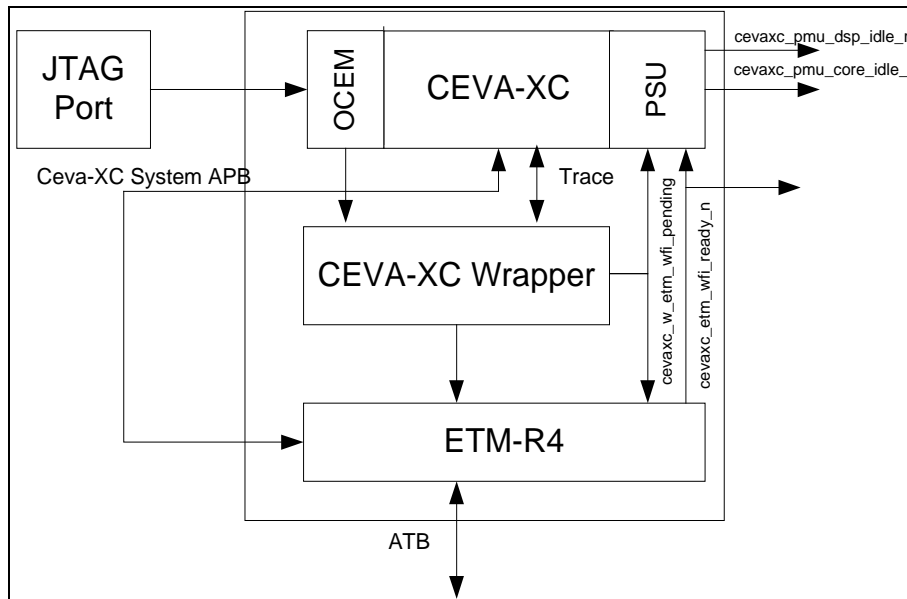 cevaxc_pmu_dsp_idle_r
JTAG
Port
OCEM
CEVA-XC
PSU
cevaxc_pmu_core_idle_
Ceva-XC System APB
Trace
cevaxc_w_etm_wfi_pending
cevaxc_etm_wfi_ready_n
CEVA-XC Wrapper
ETM-R4
ATB